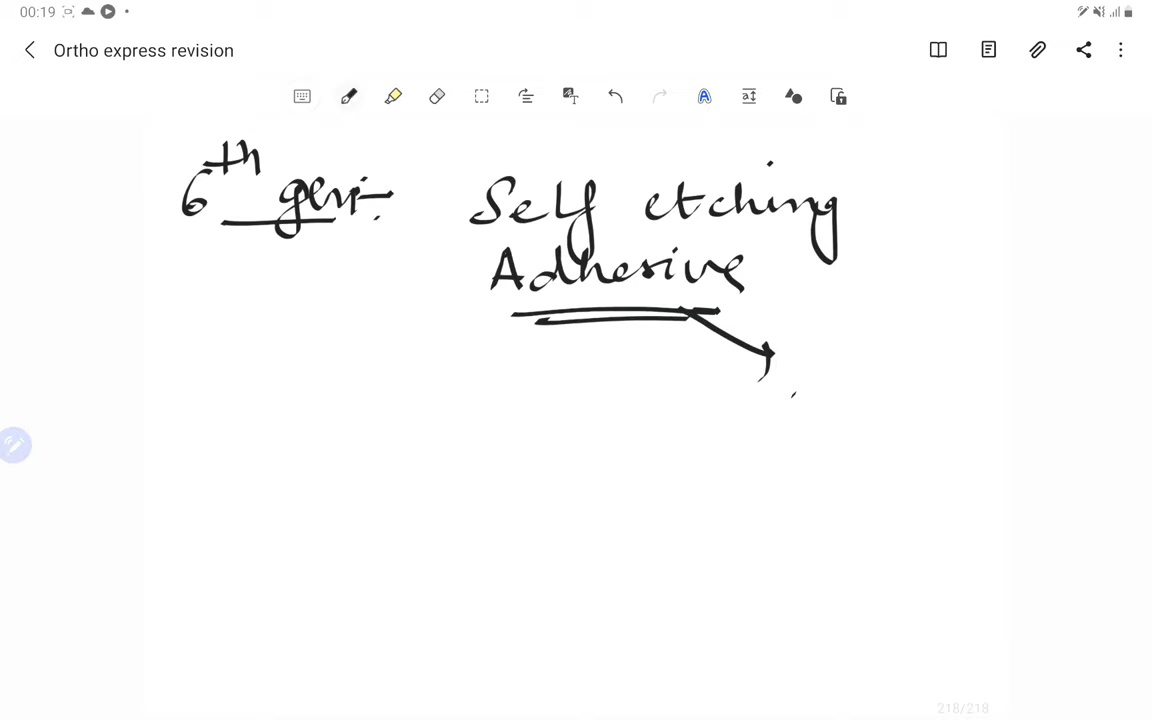 00:19
Ortho express revision
6th gen:- Self etching
Adhesive
218/218